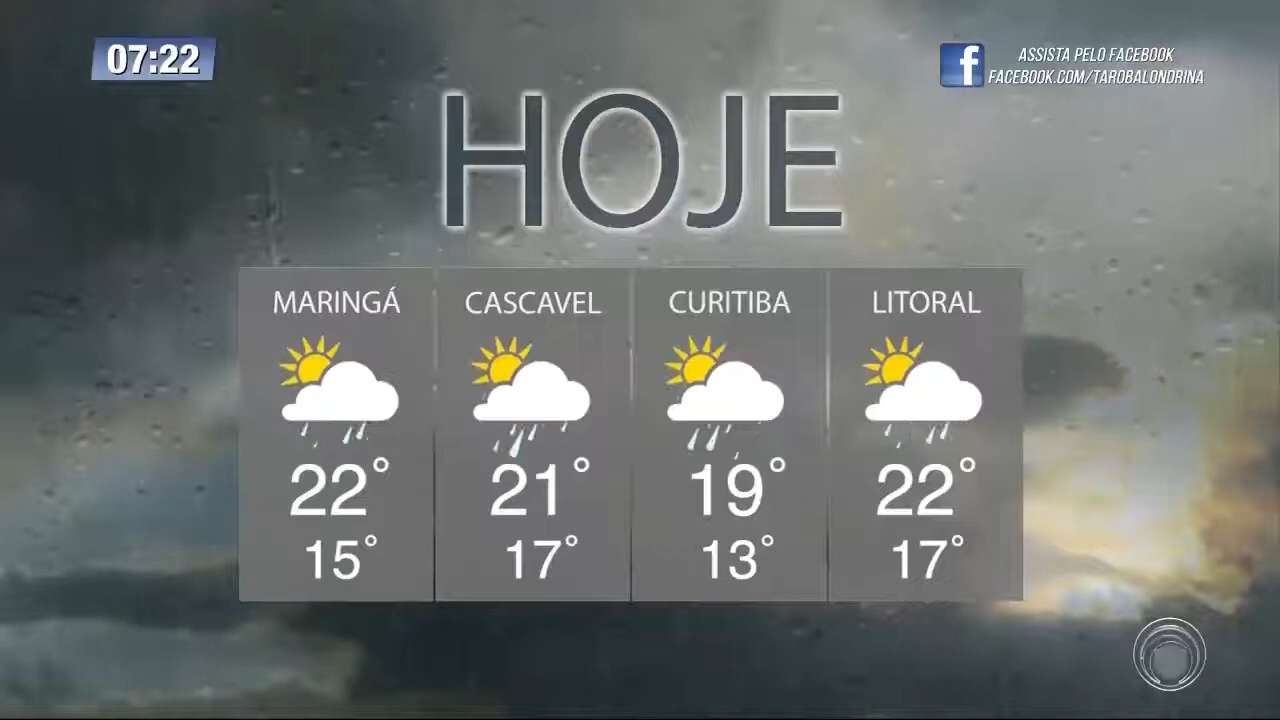 07:22
ASSISTA PELO FACEBOOK
FACEBOOK.COM/TAROBALONDRINA
HOJE
MARINGÁ
22°
15°
CASCAVEL
21°
17°
CURITIBA
19°
13°
LITORAL
22°
17°